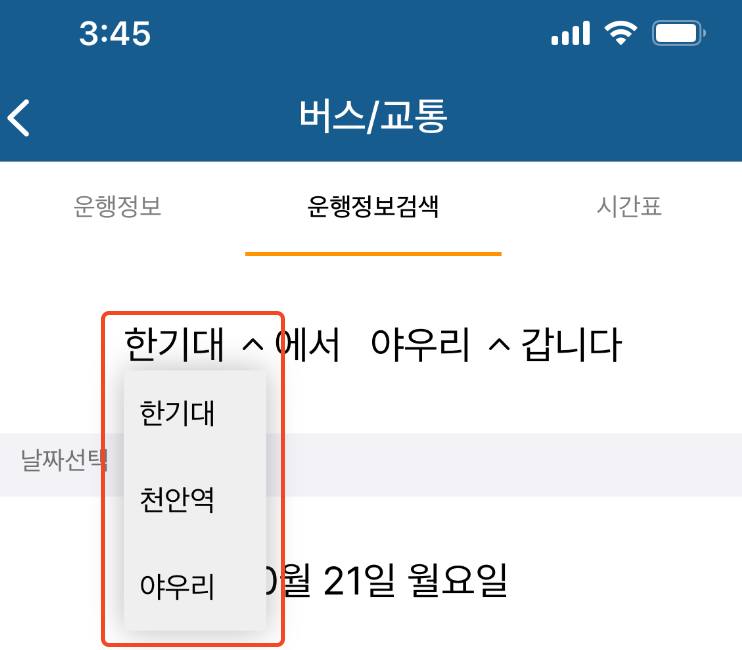 3:45
버스/교통
운행정보 운행정보검색 시간표
한기대 에서 야우리 갑니다
한기대
날짜선택
천안역
야우리
0월 21일 월요일